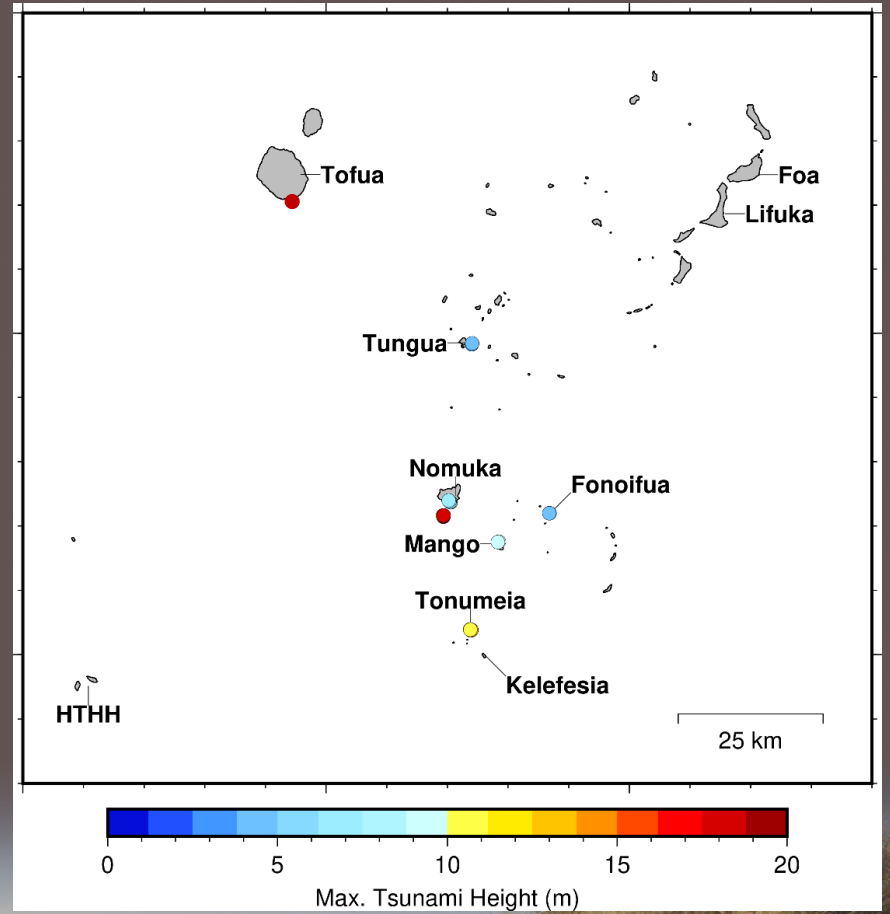 Tofua
Foa
Lifuka
Tungua
Nomuka
Fonoifua
Mango
Tonumeia
Kelefesia
HTHH
25 km
0 5 10 15 20
Max. Tsunami Height (m)